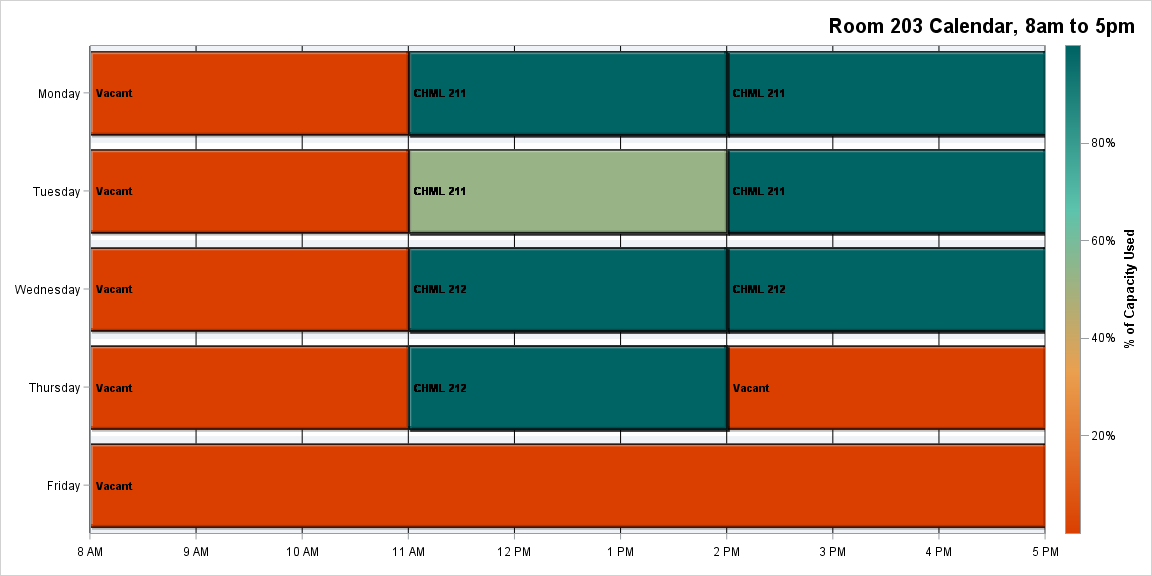 Room 203 Calendar, 8am to 5pm
Monday
Vacant
CHML 211
CHML 211
Tuesday
Vacant
CHML 211
CHML 211
Wednesday
Vacant
CHML 212
CHML 212
Thursday
Vacant
CHML 212
Vacant
Friday
Vacant
8 AM
9 AM
10 AM
11 AM
12 PM
1 PM
2 PM
3 PM
4 PM
5 PM
80%
60%
40%
20%
% of Capacity Used